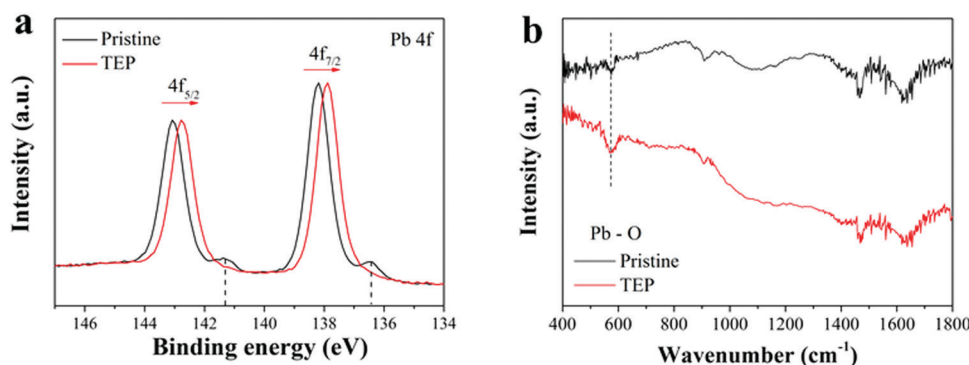 a
Pristine
TEP
Pb 4f
4f5/2
4f7/2
Intensity (a.u.)
146 144 142 140 138 136 134
Binding energy (eV)
b
Intensity (a.u.)
Pb - O
Pristine
TEP
400 600 800 1000 1200 1400 1600 1800
Wavenumber (cm-1)